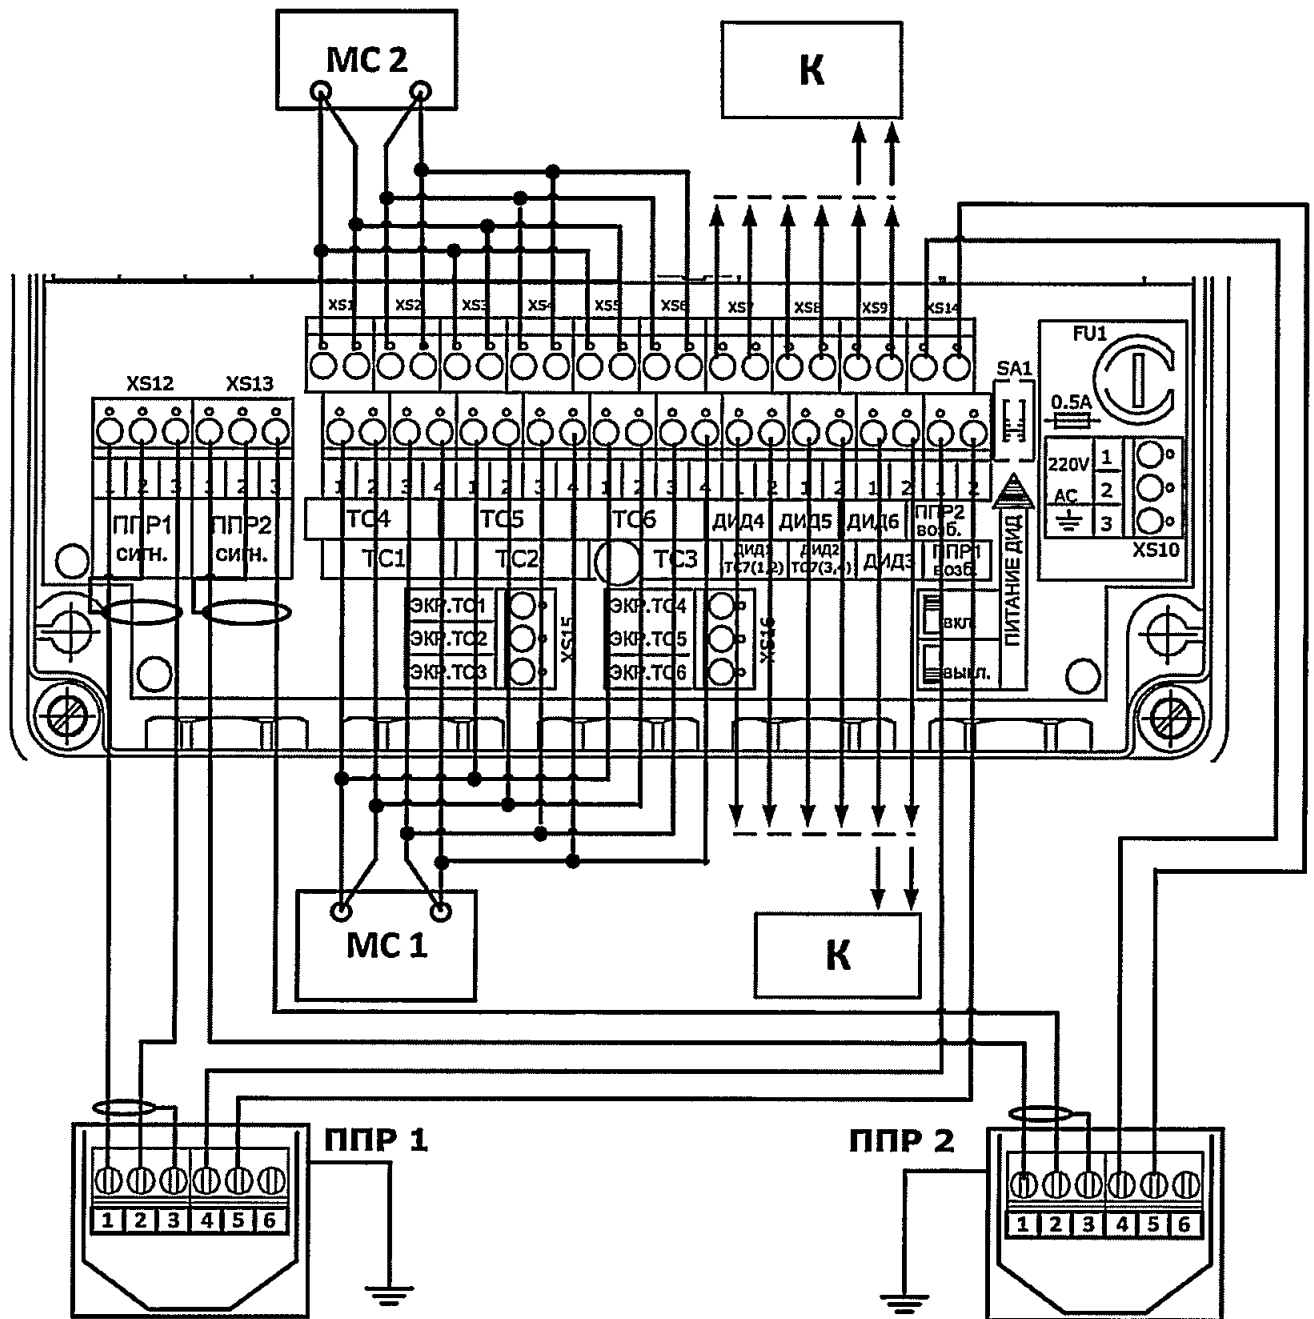 МС 2
К
XS1 XS2 XS3 XS4 XS5 XS6 XS7 XS8 XS9 XS14
FU1
XS12 XS13
SA1
0.5A
1 2 3 1 2 3
1 2 3 4 1 2 3 4 1 2 3 4 1 2 1 2 1 2 1 2
220V 1
AC 2
3
XS10
ППР1 сигн.
ППР2 сигн.
ТС4 ТС5 ТС6 ДИД4 ДИД5 ДИД6 ППР2 возб.
ТС1 ТС2 ТС3 ДИД1 ТС7(1,2) ДИД2 ТС7(3,4) ДИД3 ППР1 возб.
ПИТАНИЕ ДИД
ЭКР.ТС1
ЭКР.ТС2
ЭКР.ТС3
XS15
ЭКР.ТС4
ЭКР.ТС5
ЭКР.ТС6
XS16
вкл.
выкл.
МС 1
К
ППР 1
1 2 3 4 5 6
ППР 2
1 2 3 4 5 6